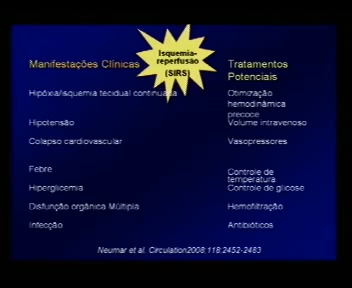 Isquemia-
reperfusão
(SIRS)
Manifestações Clínicas
Tratamentos
Potenciais
Hipóxia/isquemia tecidual continuada
Otimização
hemodinâmica
precoce
Hipotensão
Volume intravenoso
Colapso cardiovascular
Vasopressores
Febre
Controle de
temperatura
Hiperglicemia
Controle de glicose
Disfunção orgânica Múltipla
Hemofiltração
Infecção
Antibióticos
Neumar et al. Circulation2008;118;2452-2483